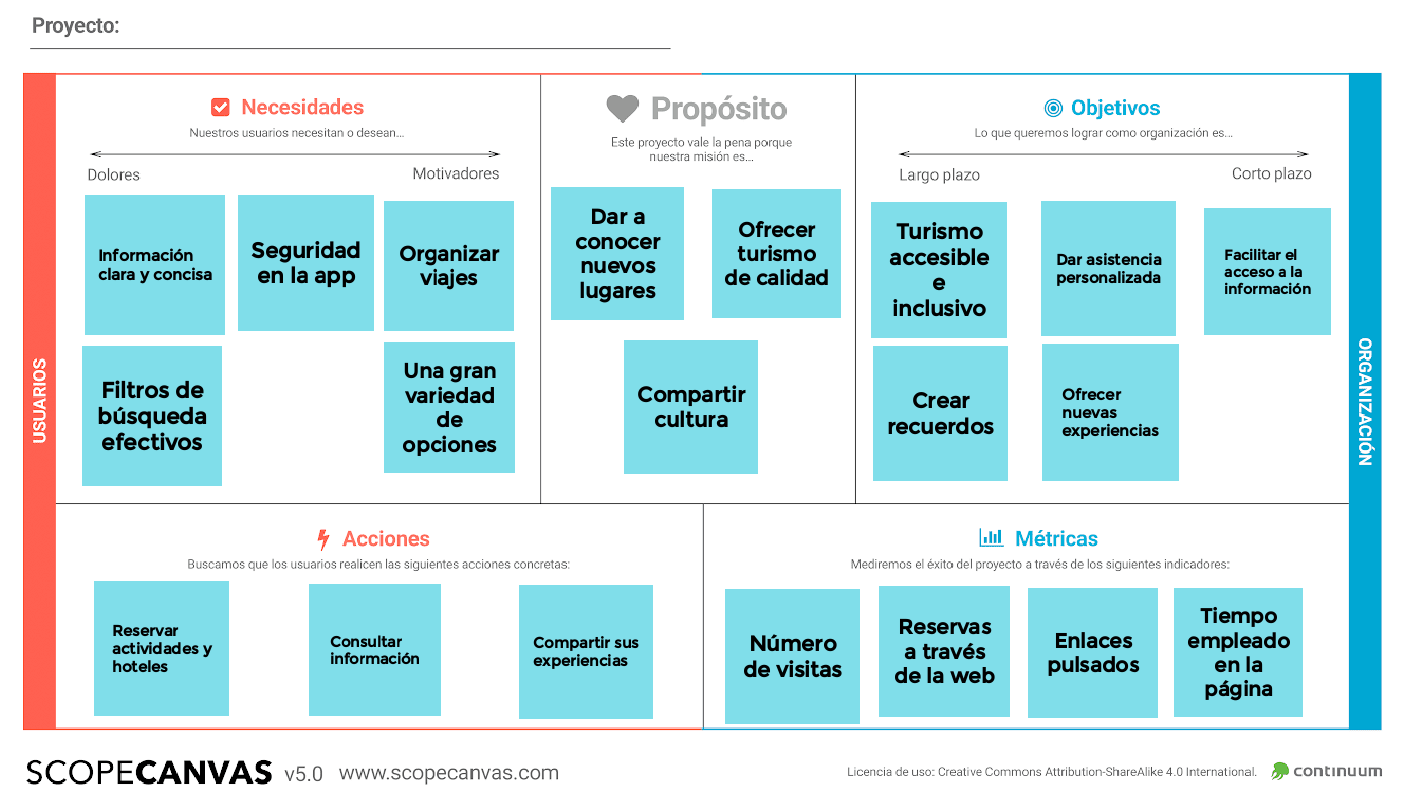 Proyecto:
Necesidades
Nuestros usuarios necesitan o desean...
Dolores
Motivadores
Información
clara y concisa
Seguridad
en la app
Organizar
viajes
Filtros de
búsqueda
efectivos
Una gran
variedad
de
opciones
Propósito
Este proyecto vale la pena porque
nuestra misión es...
Dar a
conocer
nuevos
lugares
Ofrecer
turismo
de calidad
Compartir
cultura
Objetivos
Lo que queremos lograr como organización es...
Largo plazo
Corto plazo
Turismo
accesible
e
inclusivo
Dar asistencia
personalizada
Facilitar el
acceso a la
información
Crear
recuerdos
Ofrecer
nuevas
experiencias
USUARIOS
ORGANIZACIÓN
Acciones
Buscamos que los usuarios realicen las siguientes acciones concretas:
Reservar
actividades y
hoteles
Consultar
información
Compartir sus
experiencias
Métricas
Mediremos el éxito del proyecto a través de los siguientes indicadores:
Número
de visitas
Reservas
a través
de la web
Enlaces
pulsados
Tiempo
empleado
en la
página
SCOPECANVAS v5.0 www.scopecanvas.com
Licencia de uso: Creative Commons Attribution-ShareAlike 4.0 International.
continuum